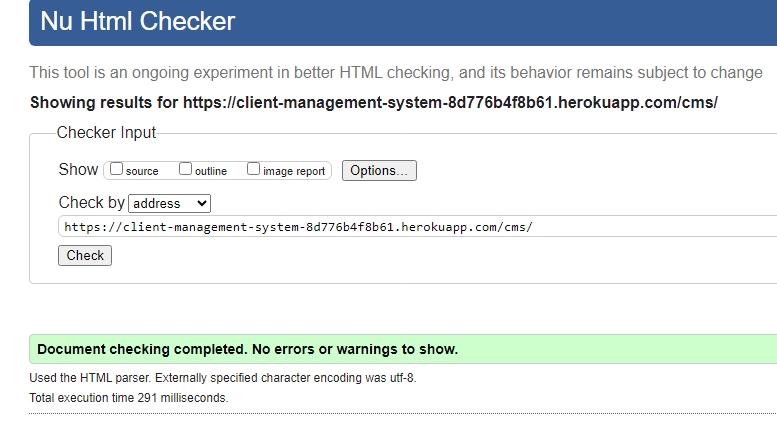 Nu Html Checker
This tool is an ongoing experiment in better HTML checking, and its behavior remains subject to change
Showing results for https://client-management-system-8d776b4f8b61.herokuapp.com/cms/
Checker Input
Show source outline image report Options...
Check by address
https://client-management-system-8d776b4f8b61.herokuapp.com/cms/
Check
Document checking completed. No errors or warnings to show.
Used the HTML parser. Externally specified character encoding was utf-8.
Total execution time 291 milliseconds.